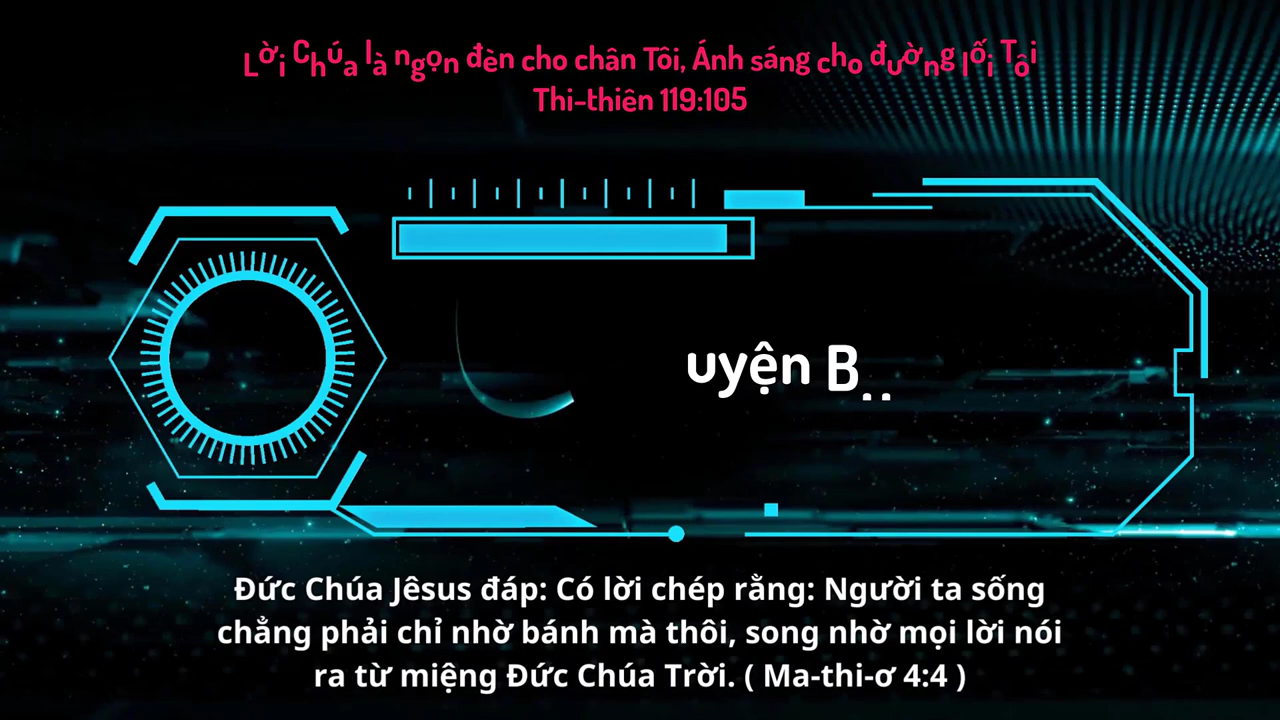 Lời Chúa là ngọn đèn cho chân Tôi, Ánh sáng cho đường lối Tôi
Thi-thiên 119:105
uyện B
Đức Chúa Jêsus đáp: Có lời chép rằng: Người ta sống
chẳng phải chỉ nhờ bánh mà thôi, song nhờ mọi lời nói
ra từ miệng Đức Chúa Trời. ( Ma-thi-ơ 4:4 )